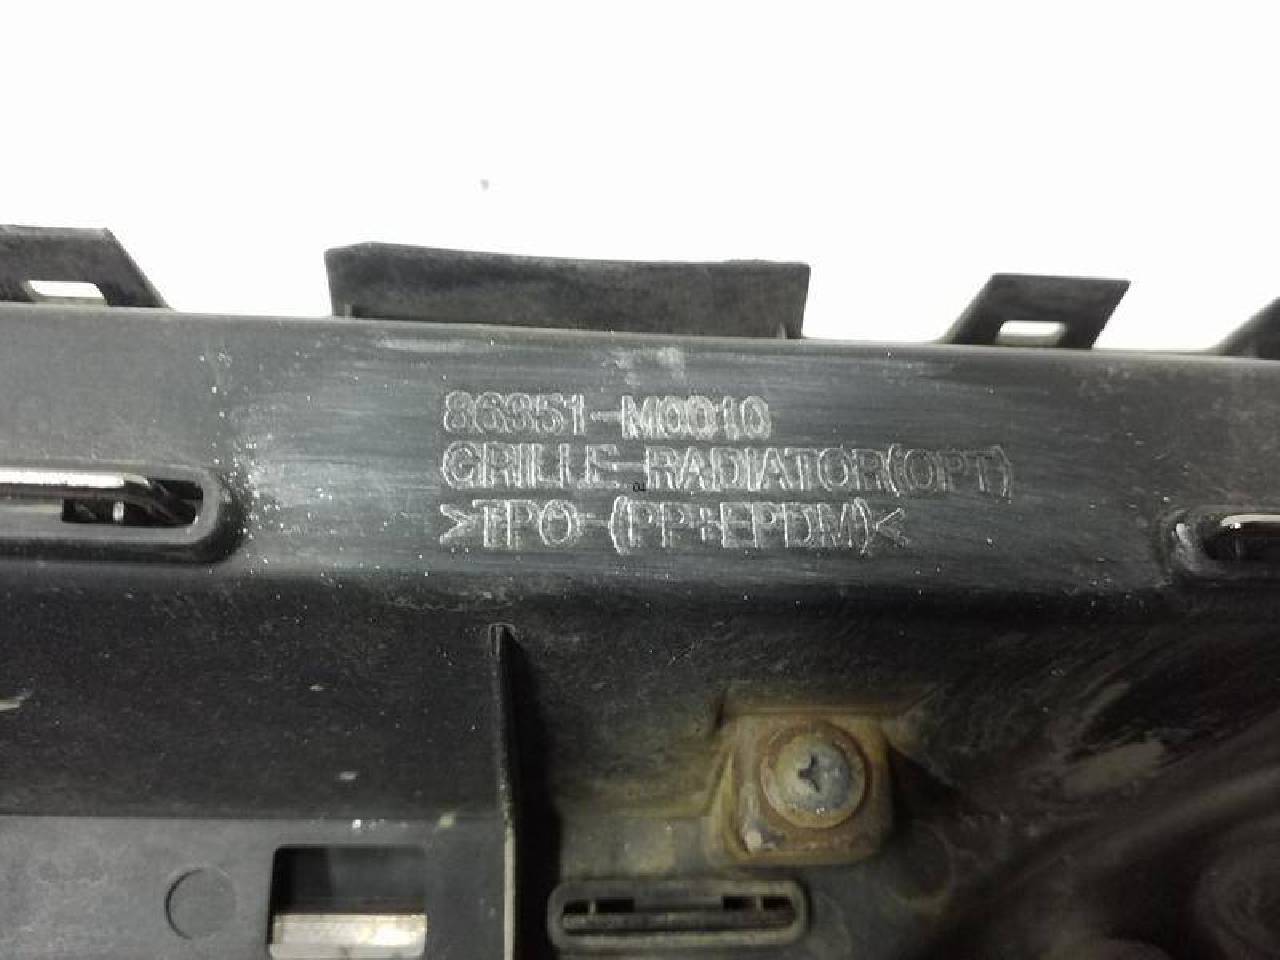 86351-M0010
GRILLE-RADIATOR(OPT)
>TPO-(PP+EPDM)<